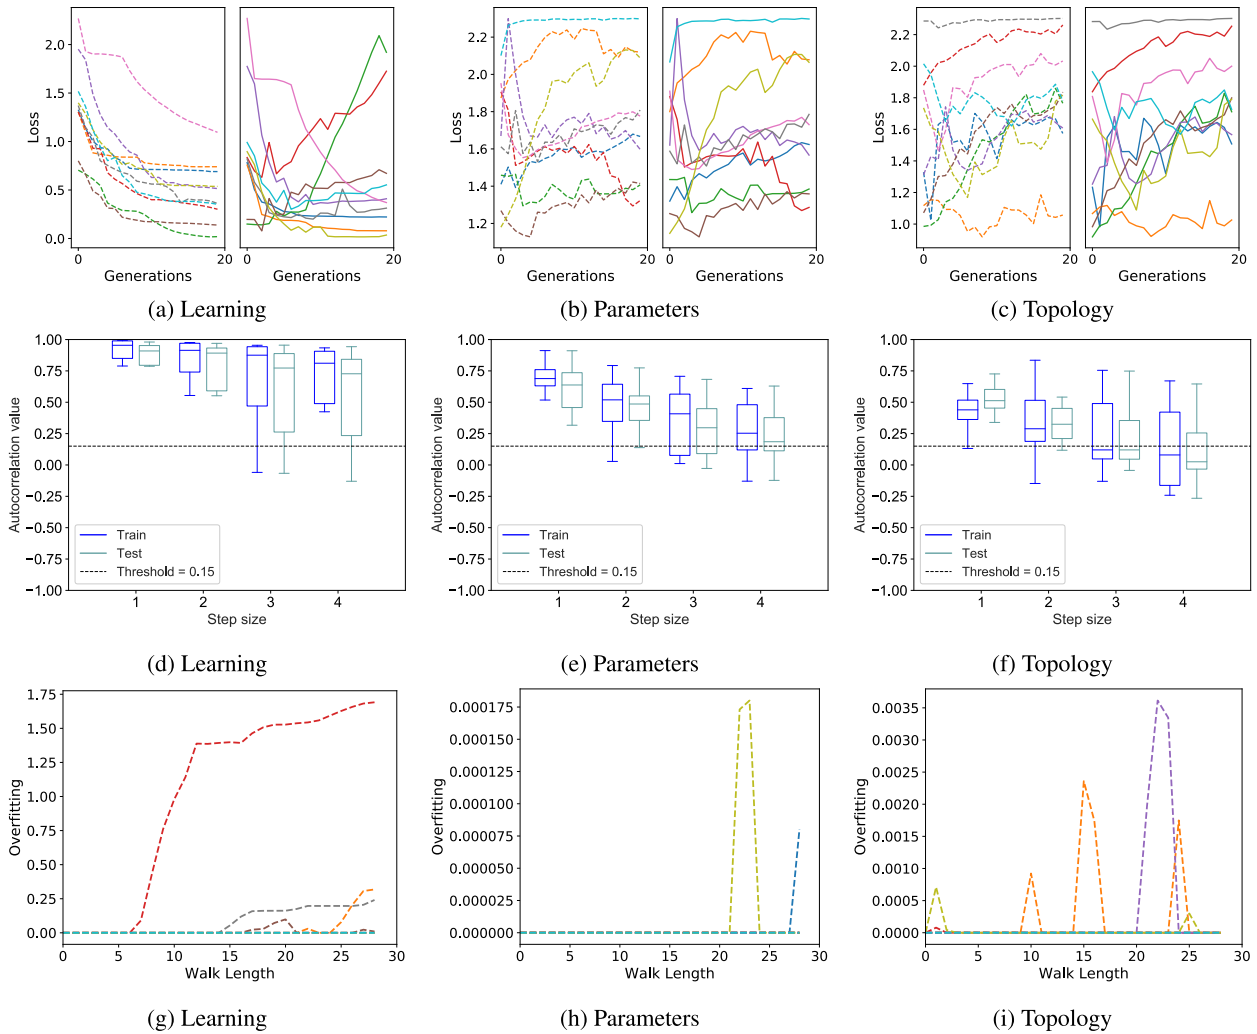 Loss
2.0
1.5
1.0
0.5
0.0
0
20
Generations
Generations
(a) Learning
Loss
2.2
2.0
1.8
1.6
1.4
1.2
0
0
20
Generations
Generations
(b) Parameters
Loss
2.2
2.0
1.8
1.6
1.4
1.2
1.0
0
0
20
Generations
Generations
(c) Topology
Autocorrelation value
1.00
0.75
0.50
0.25
0.00
−0.25
−0.50
−0.75
−1.00
Train
Test
Threshold = 0.15
1 2 3 4
Step size
(d) Learning
Autocorrelation value
1.00
0.75
0.50
0.25
0.00
−0.25
−0.50
−0.75
−1.00
Train
Test
Threshold = 0.15
1 2 3 4
Step size
(e) Parameters
Autocorrelation value
1.00
0.75
0.50
0.25
0.00
−0.25
−0.50
−0.75
−1.00
Train
Test
Threshold = 0.15
1 2 3 4
Step size
(f) Topology
Overfitting
1.75
1.50
1.25
1.00
0.75
0.50
0.25
0.00
0 5 10 15 20 25 30
Walk Length
(g) Learning
Overfitting
0.000175
0.000150
0.000125
0.000100
0.000075
0.000050
0.000025
0.000000
0 5 10 15 20 25 30
Walk Length
(h) Parameters
Overfitting
0.0035
0.0030
0.0025
0.0020
0.0015
0.0010
0.0005
0.0000
0 5 10 15 20 25 30
Walk Length
(i) Topology